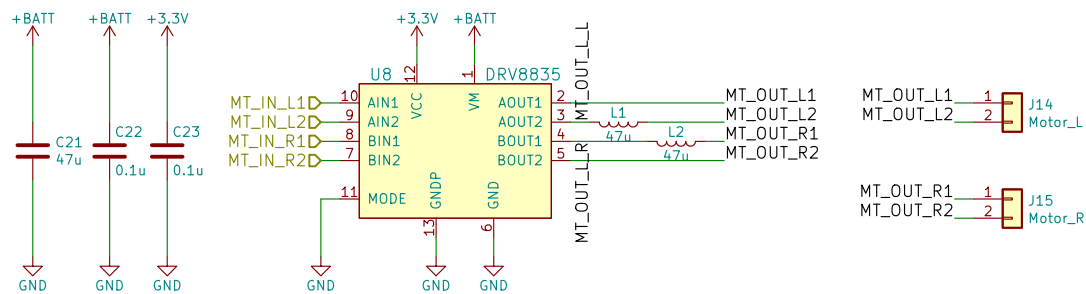 +BATT
+BATT
+3.3V
C21
47u
C22
0.1u
C23
0.1u
GND
GND
GND
+3.3V
+BATT
U8
DRV8835
MT_IN_L1
MT_IN_L2
MT_IN_R1
MT_IN_R2
10
9
8
7
11
12
1
AIN1
AIN2
BIN1
BIN2
MODE
VCC
VM
AOUT1
AOUT2
BOUT1
BOUT2
GNDP
GND
2
3
4
5
13
6
MT_OUT_L_L
MT_OUT_L_R
L1
47u
L2
47u
MT_OUT_L1
MT_OUT_L2
MT_OUT_R1
MT_OUT_R2
GND
GND
GND
MT_OUT_L1
MT_OUT_L2
1
2
J14
Motor_L
MT_OUT_R1
MT_OUT_R2
1
2
J15
Motor_R